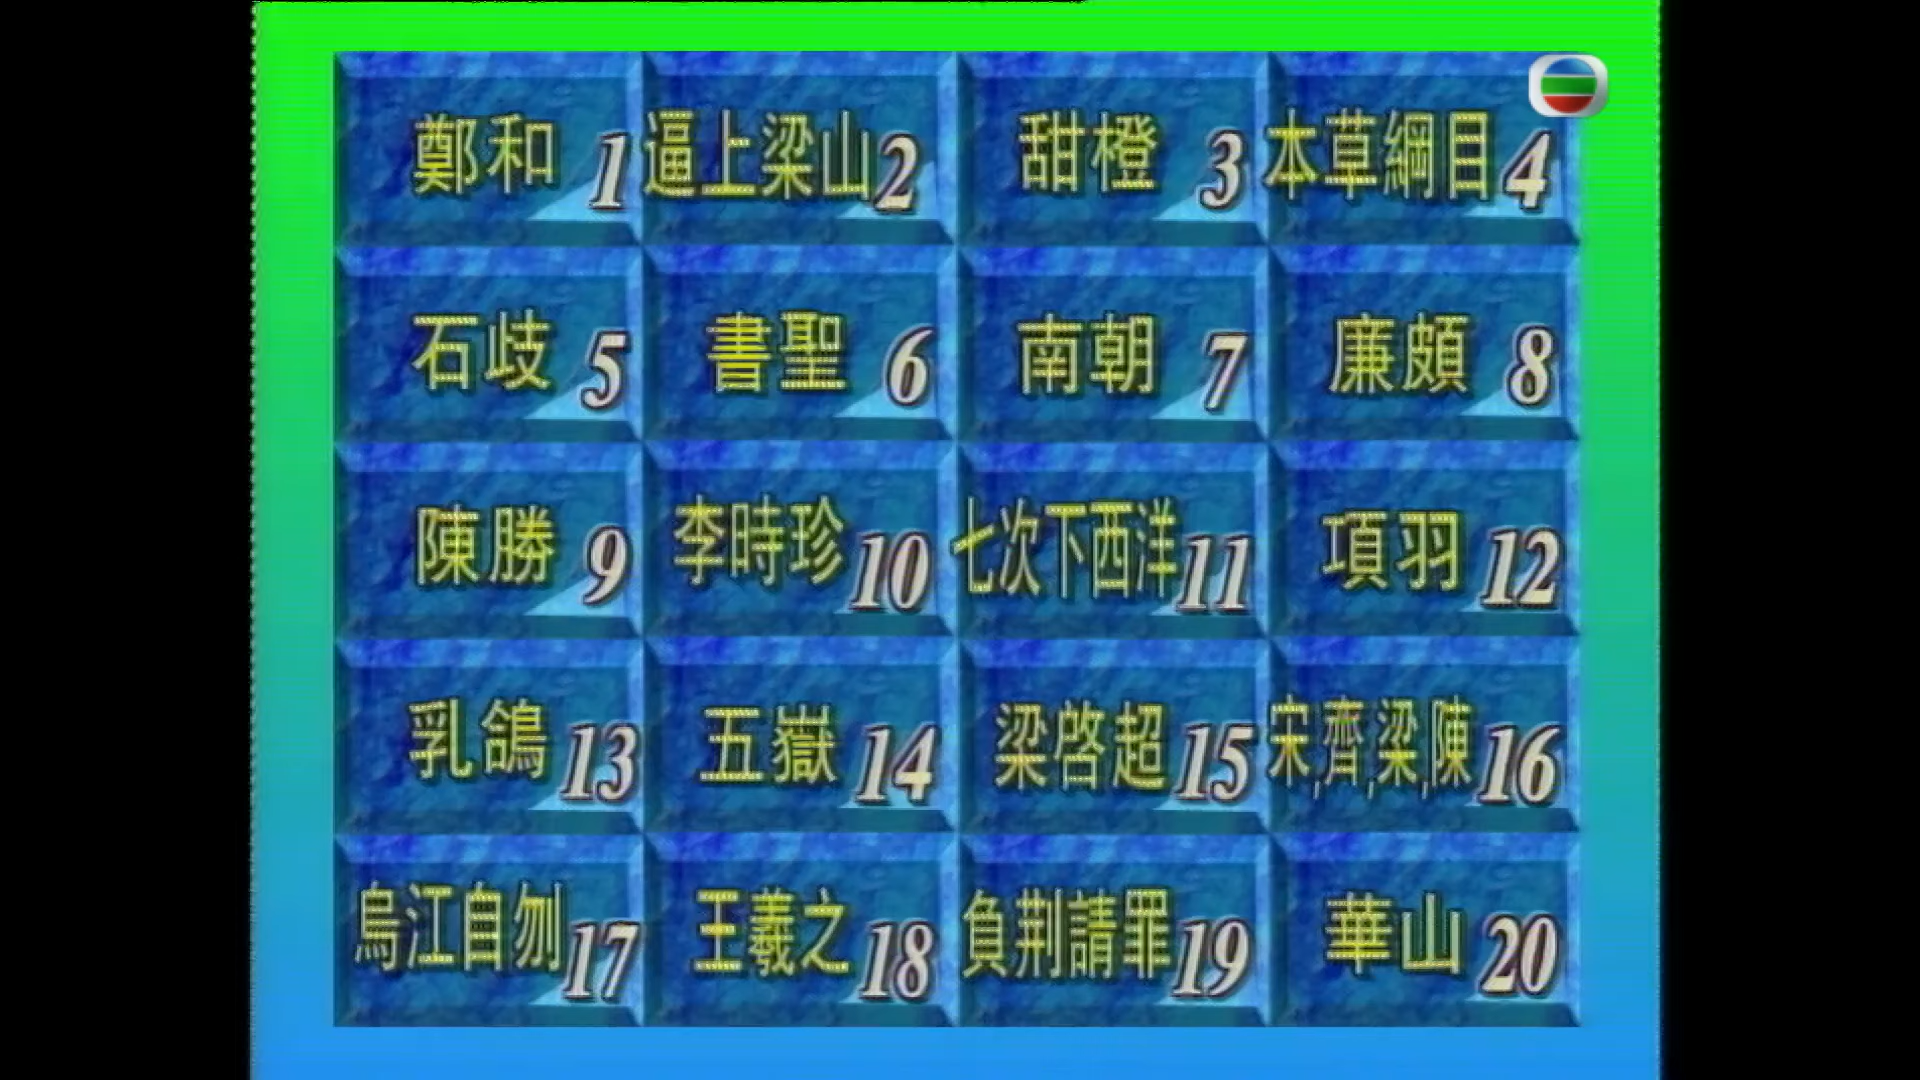 鄭和 1 逼上梁山 2 甜橙 3 本草綱目 4
石歧 5 書聖 6 南朝 7 廉頗 8
陳勝 9 李時珍 10 七次下西洋 11 項羽 12
乳鴿 13 五嶽 14 梁啓超 15 宋,齊,梁,陳 16
烏江自刎 17 王羲之 18 負荆請罪 19 華山 20